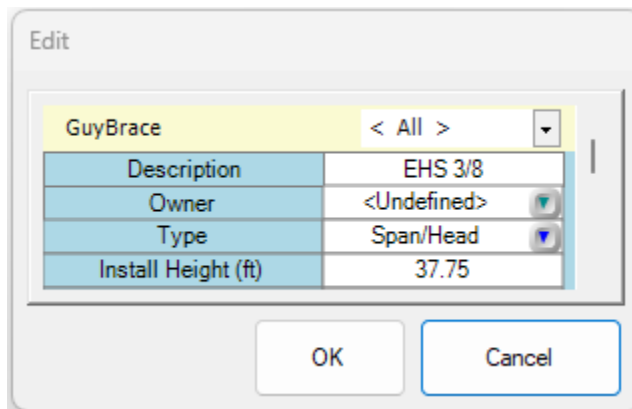 Edit
GuyBrace < All >
Description EHS 3/8
Owner <Undefined>
Type Span/Head
Install Height (ft) 37.75
OK Cancel